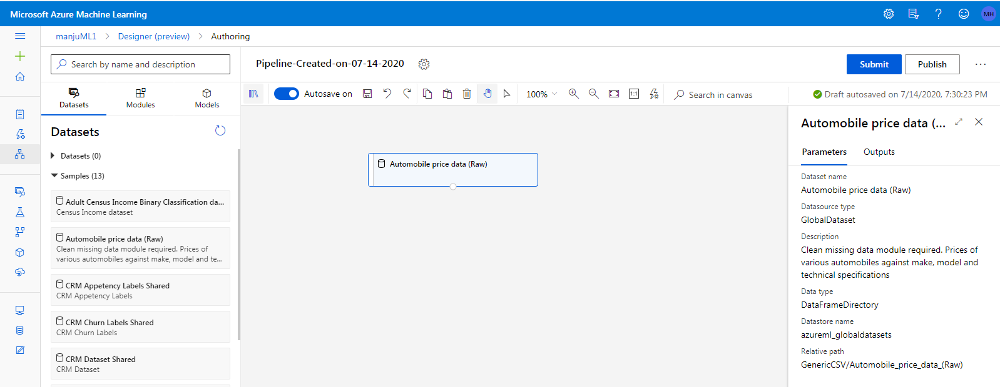 Microsoft Azure Machine Learning
MH
manjuML1 > Designer (preview) > Authoring
Search by name and description
Pipeline-Created-on-07-14-2020
Submit
Publish
...
Datasets
Modules
Models
Autosave on
100%
1:1
Search in canvas
Draft autosaved on 7/14/2020, 7:30:23 PM
Datasets
Datasets (0)
Samples (13)
Adult Census Income Binary Classification da...
Census Income dataset
Automobile price data (Raw)
Clean missing data module required. Prices of
various automobiles against make, model and te...
CRM Appetency Labels Shared
CRM Appetency Labels
CRM Churn Labels Shared
CRM Churn Labels
CRM Dataset Shared
CRM Dataset
Automobile price data (Raw)
Automobile price data (...
Parameters
Outputs
Dataset name
Automobile price data (Raw)
Datasource type
GlobalDataset
Description
Clean missing data module required. Prices of
various automobiles against make, model and
technical specifications
Data type
DataFrameDirectory
Datastore name
azureml_globaldatasets
Relative path
GenericCSV/Automobile_price_data_(Raw)